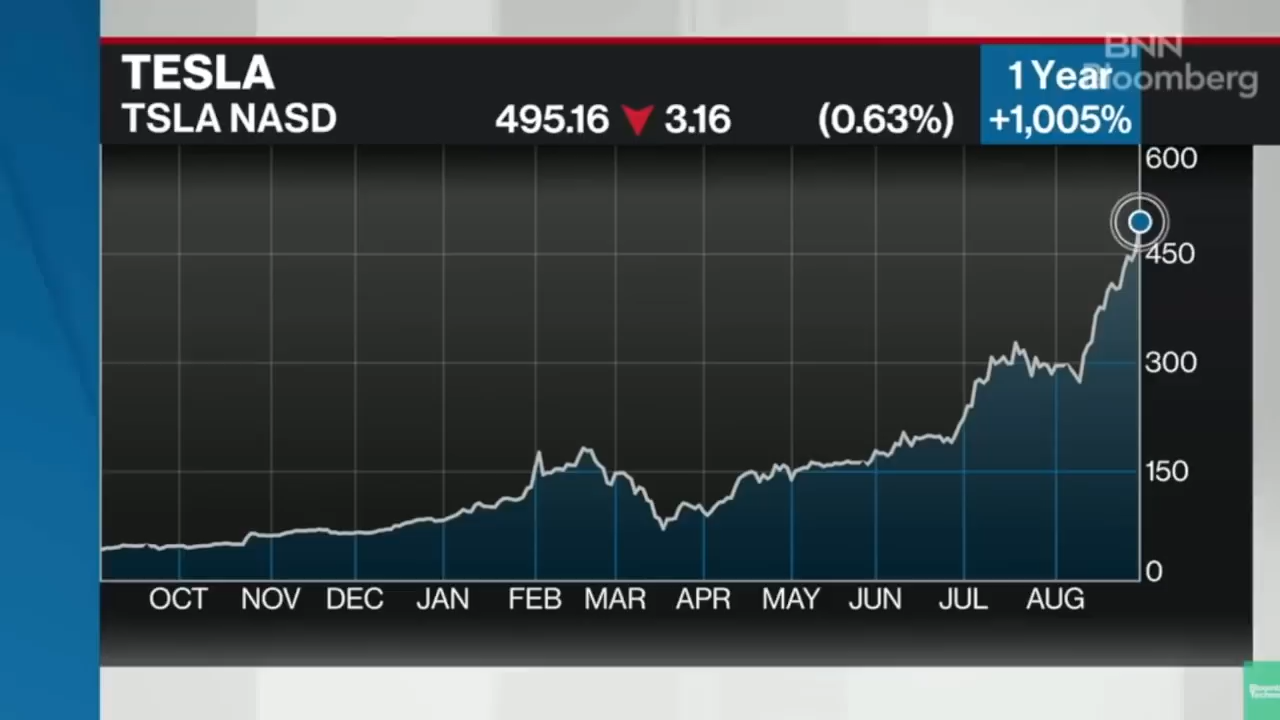 TESLA
TSLA NASD
495.16 ▼ 3.16 (0.63%)
1 Year
+1,005%
BNN
Bloomberg
600
450
300
150
0
OCT NOV DEC JAN FEB MAR APR MAY JUN JUL AUG